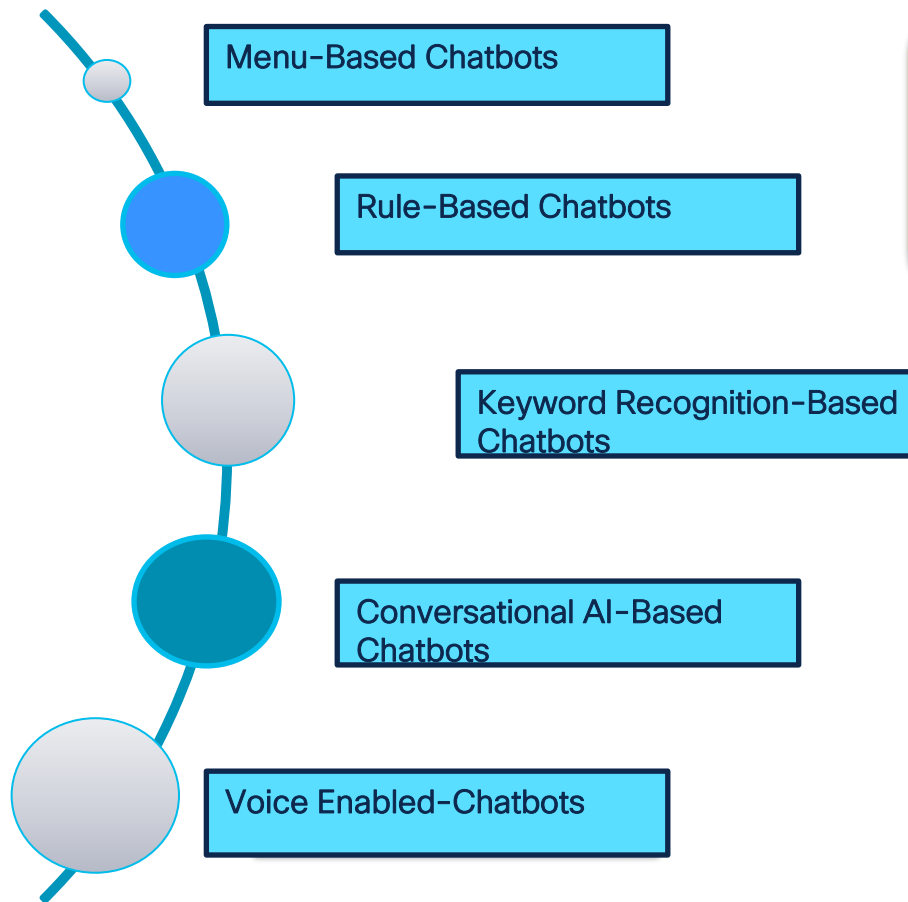 Menu-Based Chatbots
Rule-Based Chatbots
Keyword Recognition-Based
Chatbots
Conversational AI-Based
Chatbots
Voice Enabled-Chatbots